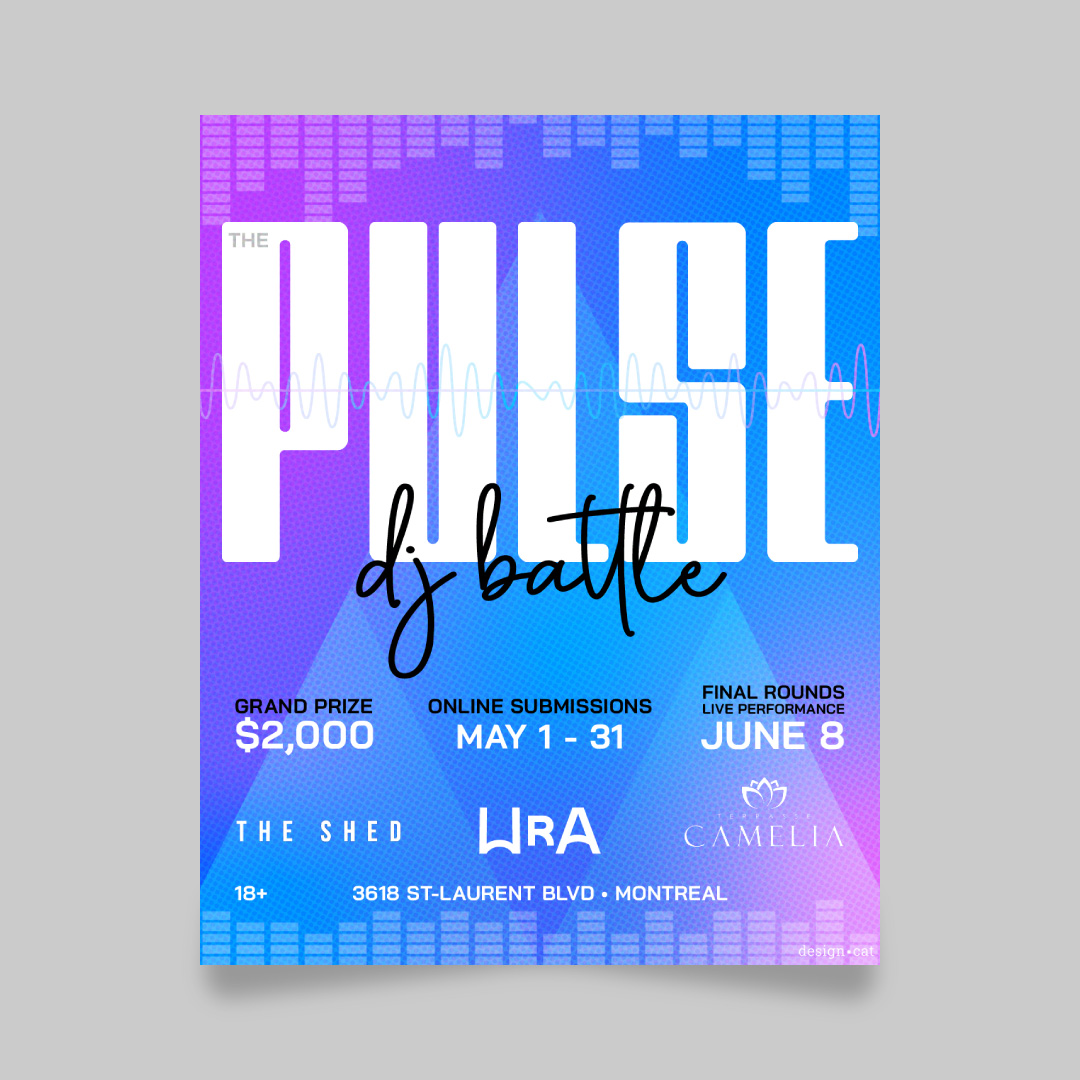 THE
PULSE
dj battle
GRAND PRIZE
$2,000
ONLINE SUBMISSIONS
MAY 1 - 31
FINAL ROUNDS
LIVE PERFORMANCE
JUNE 8
THE SHED
WRA
TERRASSE
CAMELIA
18+
3618 ST-LAURENT BLVD • MONTREAL
design•cat